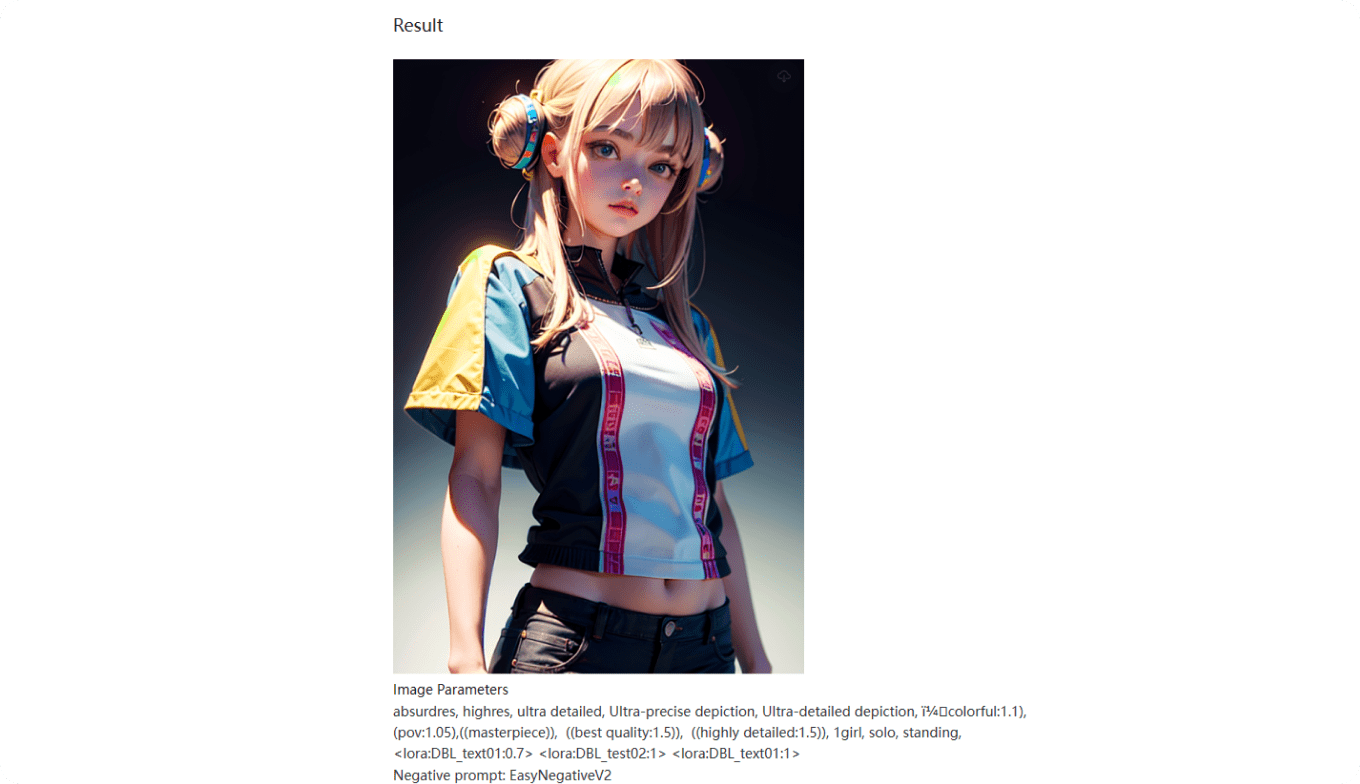 Result
Image Parameters
absurdres, highres, ultra detailed, Ultra-precise depiction, Ultra-detailed depiction, ï¼colorful:1.1),
(pov:1.05),((masterpiece)), ((best quality:1.5)), ((highly detailed:1.5)), 1girl, solo, standing,
<lora:DBL_text01:0.7> <lora:DBL_test02:1> <lora:DBL_text01:1>
Negative prompt: EasyNegativeV2